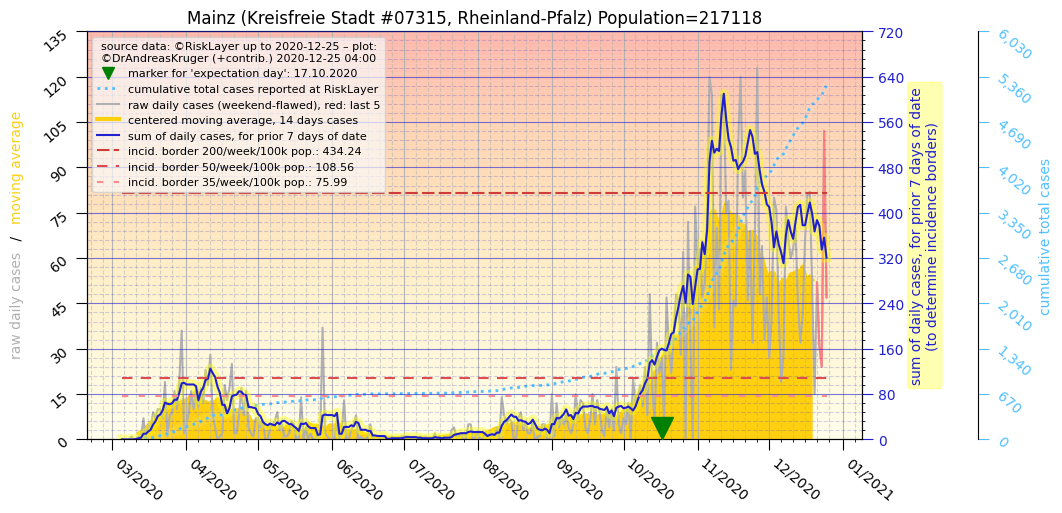 Mainz (Kreisfreie Stadt #07315, Rheinland-Pfalz) Population=217118
source data: ©RiskLayer up to 2020-12-25 – plot:
©DrAndreasKruger (+contrib.) 2020-12-25 04:00
marker for 'expectation day': 17.10.2020
cumulative total cases reported at RiskLayer
raw daily cases (weekend-flawed), red: last 5
centered moving average, 14 days cases
sum of daily cases, for prior 7 days of date
incid. border 200/week/100k pop.: 434.24
incid. border 50/week/100k pop.: 108.56
incid. border 35/week/100k pop.: 75.99
raw daily cases / moving average
135
120
105
90
75
60
45
30
15
0
03/2020
04/2020
05/2020
06/2020
07/2020
08/2020
09/2020
10/2020
11/2020
12/2020
01/2021
720
640
560
480
400
320
240
160
80
0
sum of daily cases, for prior 7 days of date
(to determine incidence borders)
6,030
5,360
4,690
4,020
3,350
2,680
2,010
1,340
670
0
cumulative total cases